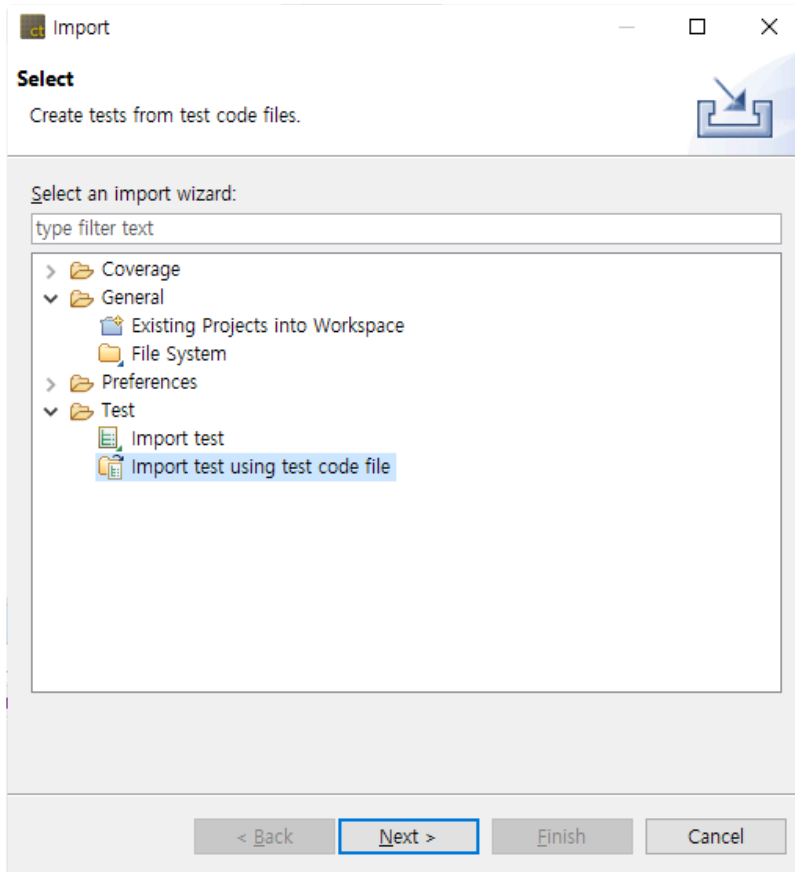 ct Import
Select
Create tests from test code files.
Select an import wizard:
type filter text
Coverage
General
Existing Projects into Workspace
File System
Preferences
Test
Import test
Import test using test code file
< Back Next > Finish Cancel